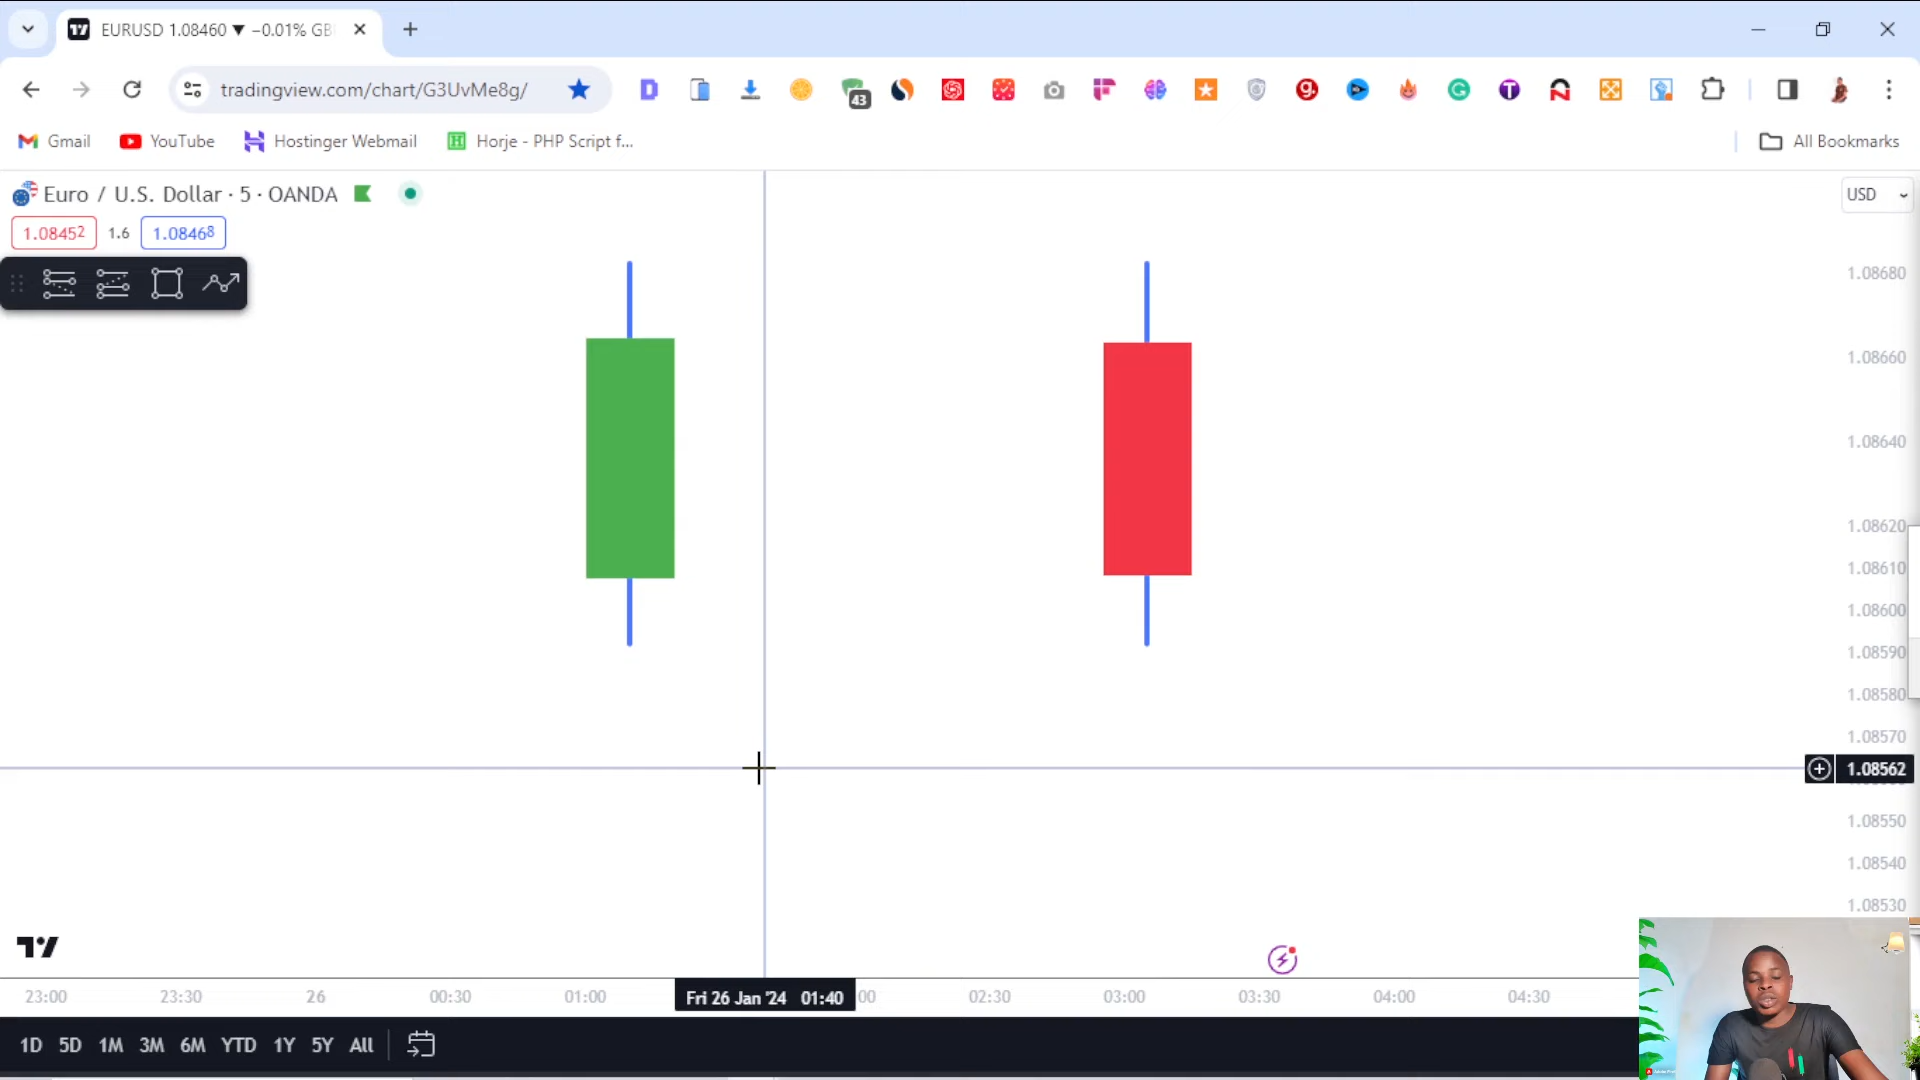 EURUSD 1.08460 ▼ −0.01% GB
tradingview.com/chart/G3UvMe8g/
43
Gmail YouTube Hostinger Webmail Horje - PHP Script f... All Bookmarks
Euro / U.S. Dollar · 5 · OANDA
USD
1.08452 1.6 1.08468
1.08680
1.08660
1.08640
1.08620
1.08610
1.08600
1.08590
1.08580
1.08570
1.08562
1.08550
1.08540
1.08530
23:00 23:30 26 00:30 01:00 Fri 26 Jan '24 01:40 00 02:30 03:00 03:30 04:00 04:30
1D 5D 1M 3M 6M YTD 1Y 5Y All